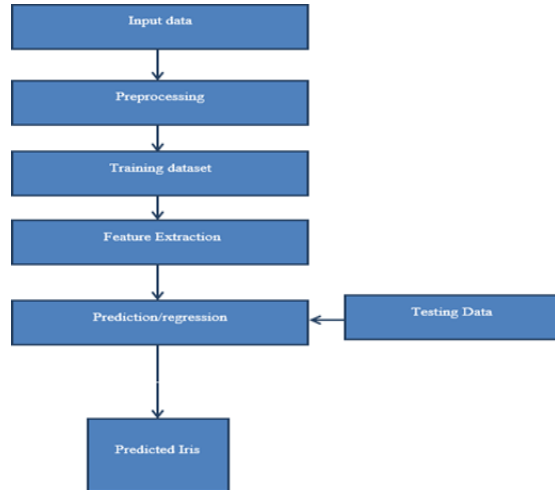 Input data
Preprocessing
Training dataset
Feature Extraction
Prediction/regression
Testing Data
Predicted Iris